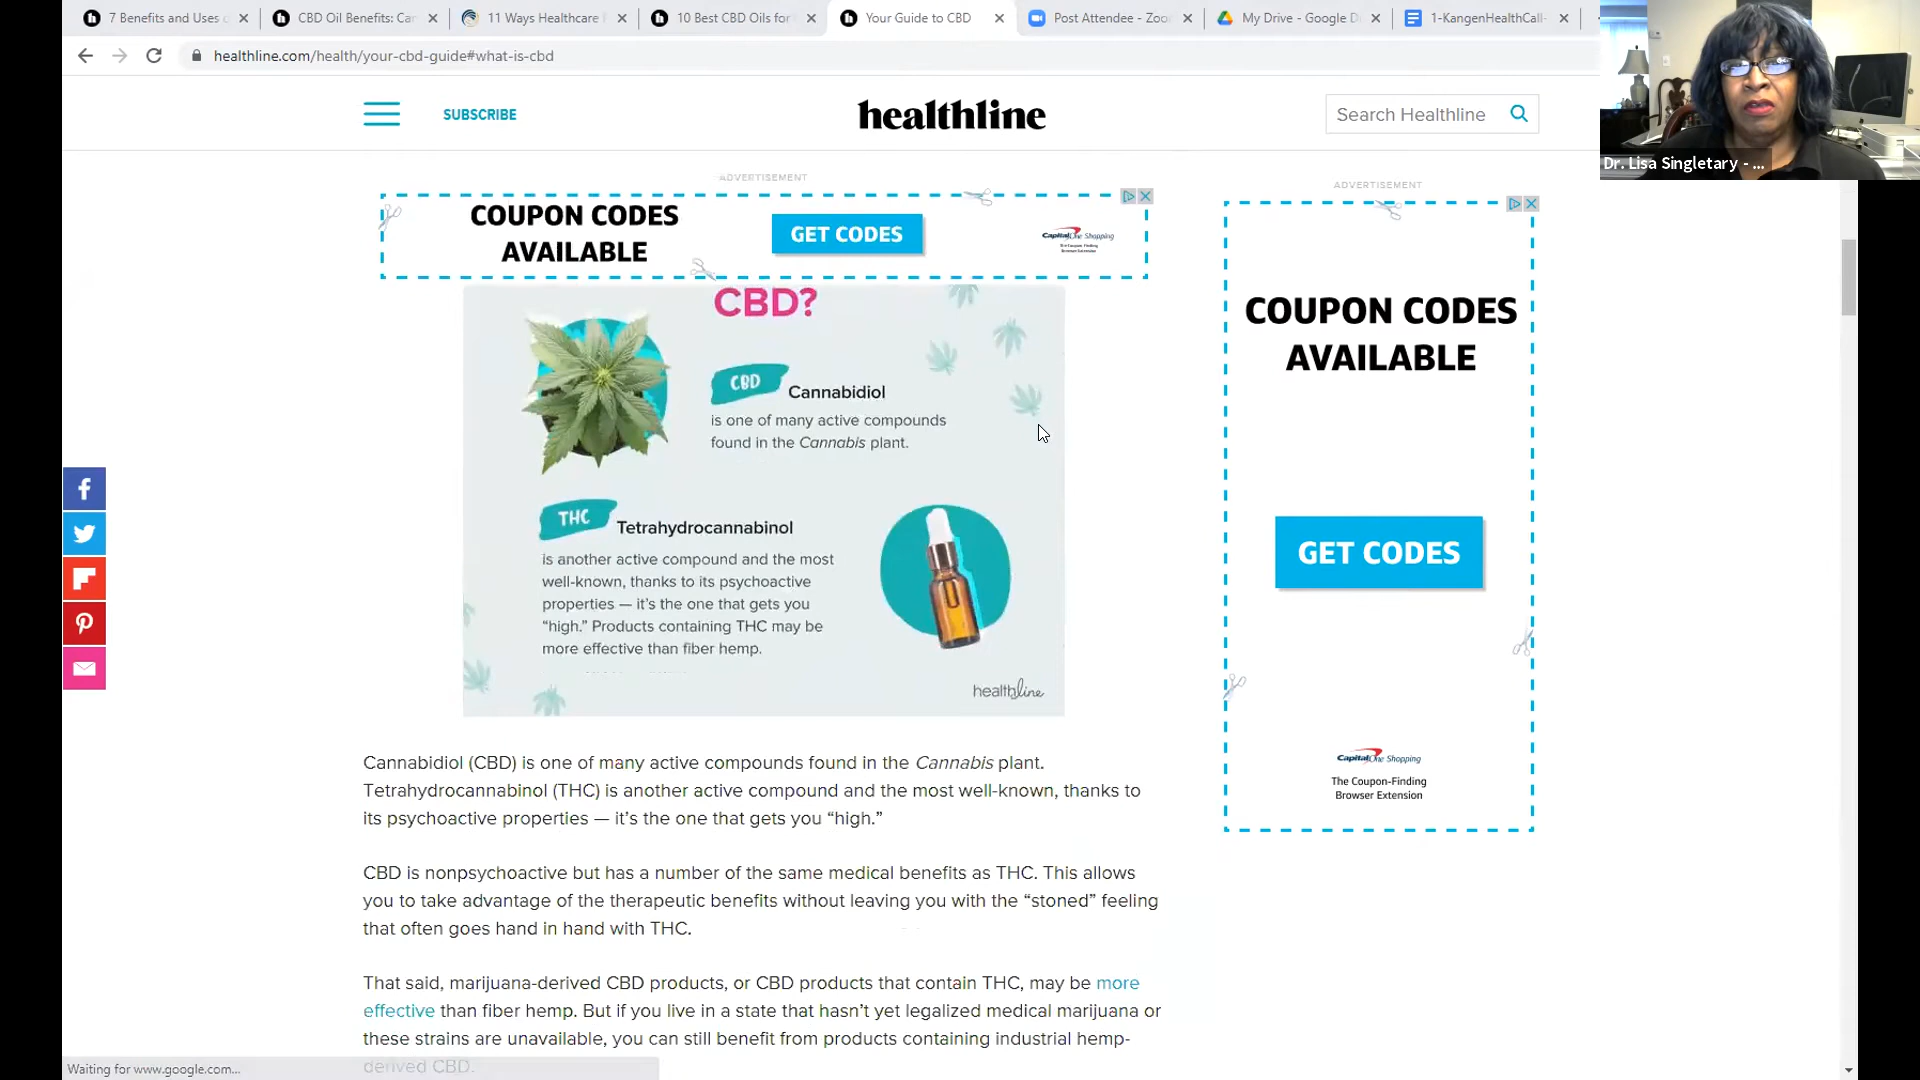 7 Benefits and Uses o
CBD Oil Benefits: Car
11 Ways Healthcare
10 Best CBD Oils for
Your Guide to CBD
Post Attendee - Zoo
My Drive - Google D
1-KangenHealthCall-
healthline.com/health/your-cbd-guide#what-is-cbd
Dr. Lisa Singletary - ...
SUBSCRIBE
healthline
Search Healthline
ADVERTISEMENT
COUPON CODES
AVAILABLE
GET CODES
Capital One Shopping
The Coupon-Finding
Browser Extension
ADVERTISEMENT
COUPON CODES
AVAILABLE
GET CODES
Capital One Shopping
The Coupon-Finding
Browser Extension
CBD?
CBD Cannabidiol
is one of many active compounds
found in the Cannabis plant.
THC Tetrahydrocannabinol
is another active compound and the most
well-known, thanks to its psychoactive
properties — it’s the one that gets you
“high.” Products containing THC may be
more effective than fiber hemp.
healthline
Cannabidiol (CBD) is one of many active compounds found in the Cannabis plant.
Tetrahydrocannabinol (THC) is another active compound and the most well-known, thanks to
its psychoactive properties — it’s the one that gets you “high.”
CBD is nonpsychoactive but has a number of the same medical benefits as THC. This allows
you to take advantage of the therapeutic benefits without leaving you with the “stoned” feeling
that often goes hand in hand with THC.
That said, marijuana-derived CBD products, or CBD products that contain THC, may be more
effective than fiber hemp. But if you live in a state that hasn’t yet legalized medical marijuana or
these strains are unavailable, you can still benefit from products containing industrial hemp-
derived CBD.
Waiting for www.google.com...